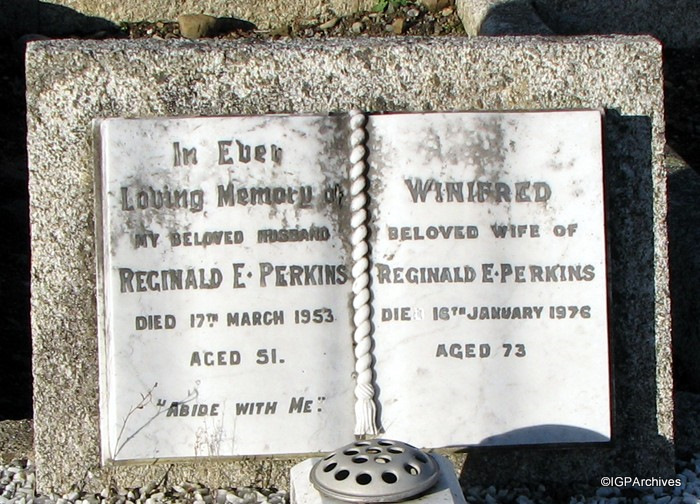 In Ever
Loving Memory of
MY BELOVED HUSBAND
REGINALD E. PERKINS
DIED 17TH MARCH 1953
AGED 51.
"ABIDE WITH ME".
WINIFRED
BELOVED WIFE OF
REGINALD E. PERKINS
DIED 16TH JANUARY 1976
AGED 73
©IGPArchives